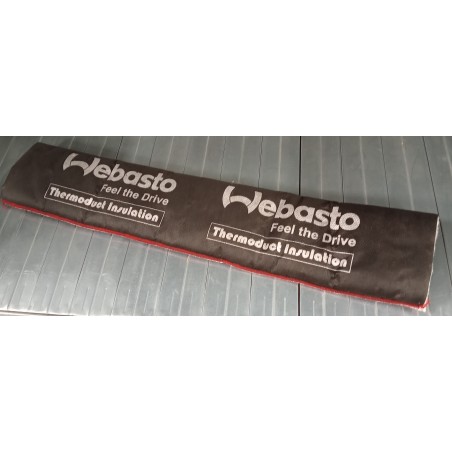 Webasto
Feel the Drive
Thermoduct Insulation
Webasto
Feel the Drive
Thermoduct Insulation